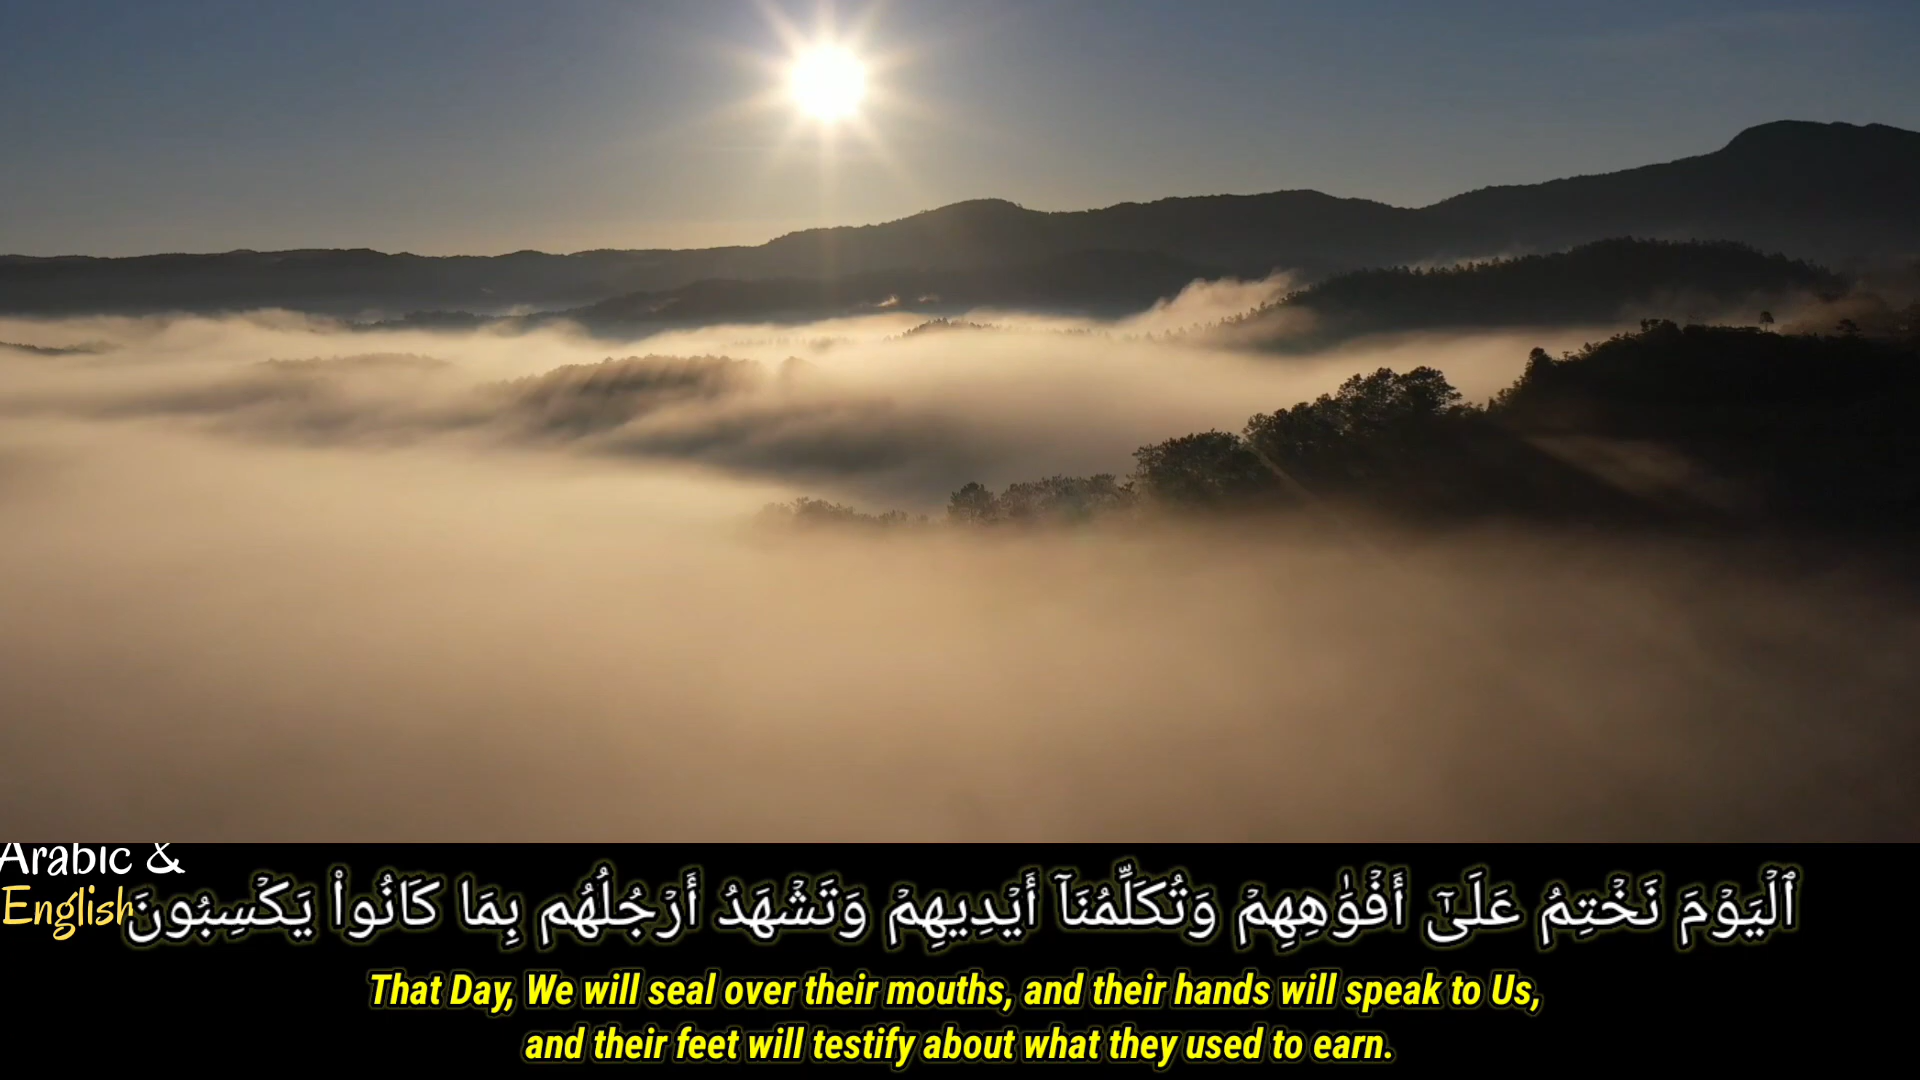 Arabic &
English
ٱلۡيَوۡمَ نَخۡتِمُ عَلَىٰٓ أَفۡوَٰهِهِمۡ وَتُكَلِّمُنَآ أَيۡدِيهِمۡ وَتَشۡهَدُ أَرۡجُلُهُم بِمَا كَانُواْ يَكۡسِبُونَ
That Day, We will seal over their mouths, and their hands will speak to Us,
and their feet will testify about what they used to earn.